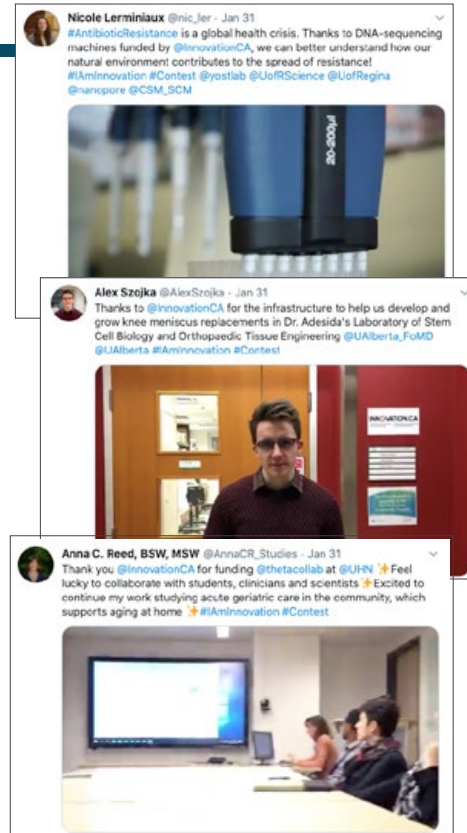 Nicole Lerminiaux @nic_ler · Jan 31
#AntibioticResistance is a global health crisis. Thanks to DNA-sequencing
machines funded by @InnovationCA, we can better understand how our
natural environment contributes to the spread of resistance!
#IAmInnovation #Contest @yostlab @UofRScience @UofRegina
@nanopore @CSM_SCM
20-200µl
Alex Szojka @AlexSzojka · Jan 31
Thanks to @InnovationCA for the infrastructure to help us develop and
grow knee meniscus replacements in Dr. Adesida's Laboratory of Stem
Cell Biology and Orthopaedic Tissue Engineering @UAlberta_FoMD
@UAlberta #IAmInnovation #Contest
INNOVATION.CA
Anna C. Reed, BSW, MSW @AnnaCR_Studies · Jan 31
Thank you @InnovationCA for funding @thetacollab at @UHN ✨Feel
lucky to collaborate with students, clinicians and scientists✨Excited to
continue my work studying acute geriatric care in the community, which
supports aging at home ✨#IAmInnovation #Contest